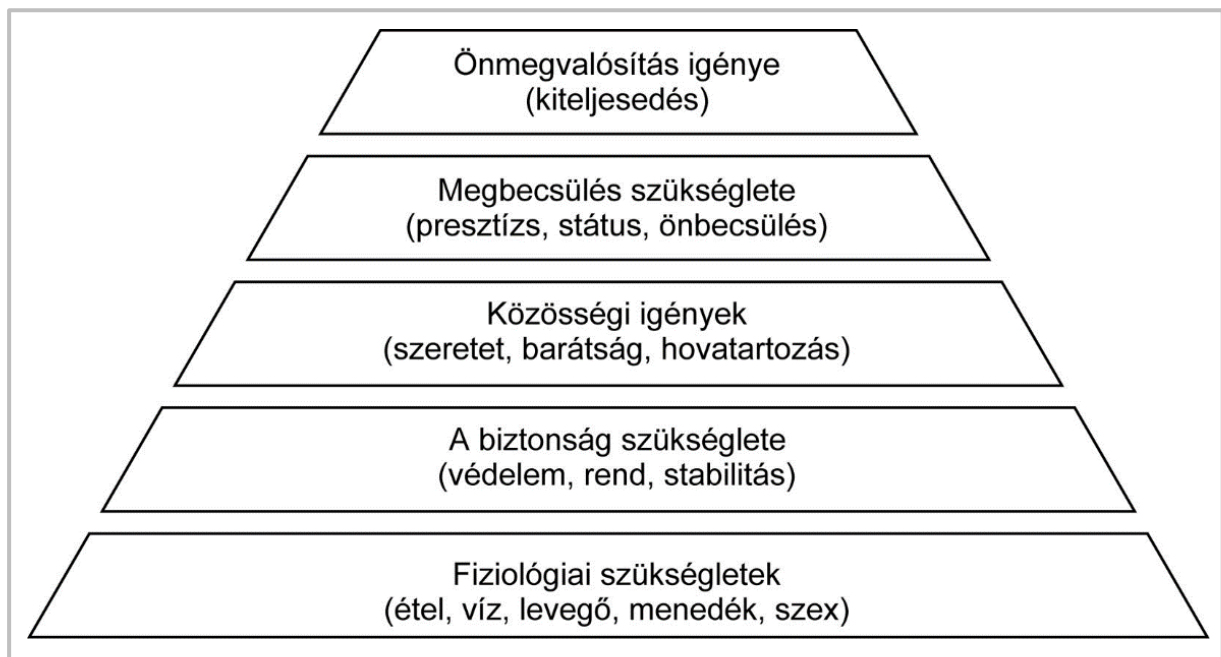 Önmegvalósítás igénye
(kiteljesedés)
Megbecsülés szükséglete
(presztízs, státus, önbecsülés)
Közösségi igények
(szeretet, barátság, hovatartozás)
A biztonság szükséglete
(védelem, rend, stabilitás)
Fiziológiai szükségletek
(étel, víz, levegő, menedék, szex)